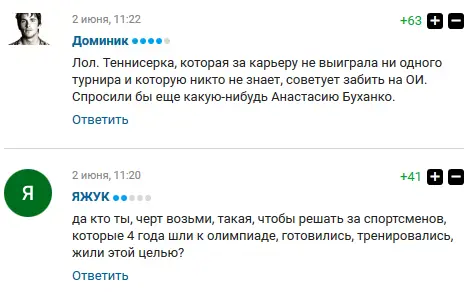 2 июня, 11:22
+63
Доминик
Лол. Теннисерка, которая за карьеру не выиграла ни одного
турнира и которую никто не знает, советует забить на ОИ.
Спросили бы еще какую-нибудь Анастасию Буханко.
Ответить
Я
2 июня, 11:20
+41
ЯЖУК
да кто ты, черт возьми, такая, чтобы решать за спортсменов,
которые 4 года шли к олимпиаде, готовились, тренировались,
жили этой целью?
Ответить